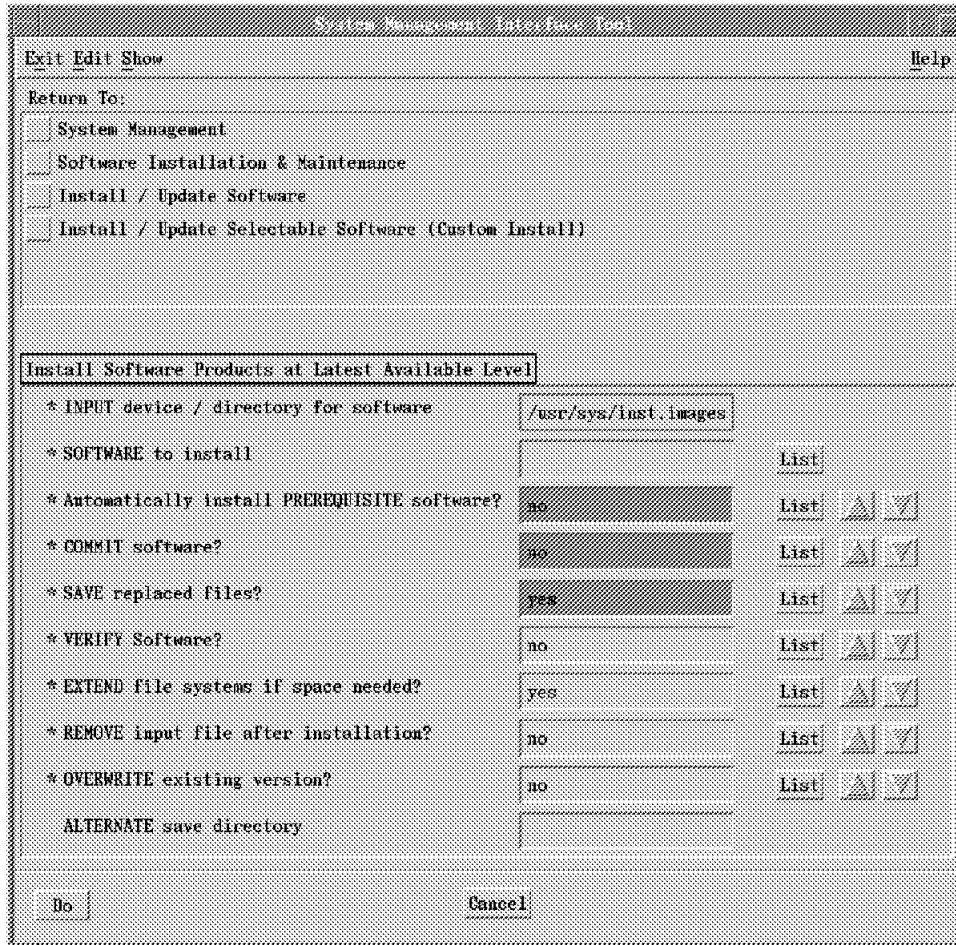 System Management Interface Tool
Exit Edit Show Help
Return To:
System Management
Software Installation & Maintenance
Install / Update Software
Install / Update Selectable Software (Custom Install)
Install Software Products at Latest Available Level
* INPUT device / directory for software /usr/sys/inst.images
* SOFTWARE to install List
* Automatically install PREREQUISITE software? no List
* COMMIT software? no List
* SAVE replaced files? yes List
* VERIFY Software? no List
* EXTEND file systems if space needed? yes List
* REMOVE input file after installation? no List
* OVERWRITE existing version? no List
ALTERNATE save directory
Do Cancel